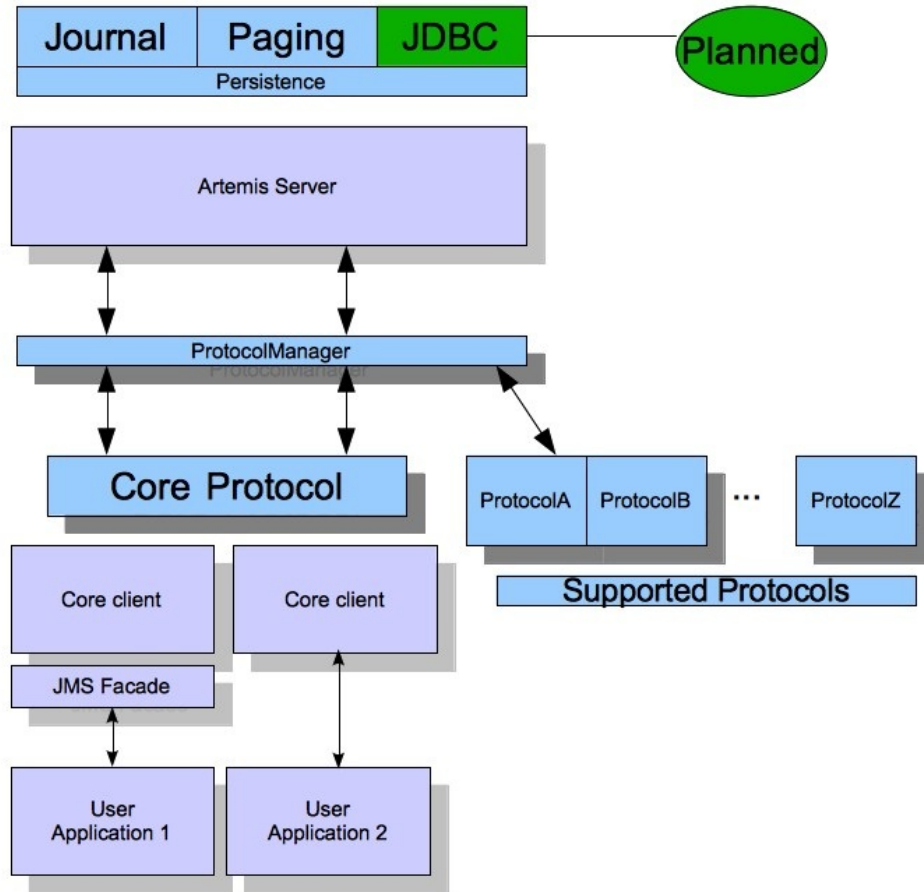 Journal
Paging
JDBC
Planned
Persistence
Artemis Server
ProtocolManager
ProtocolManager
Core Protocol
ProtocolA
ProtocolB
...
ProtocolZ
Supported Protocols
Core client
Core client
JMS Facade
User
Application 1
User
Application 2